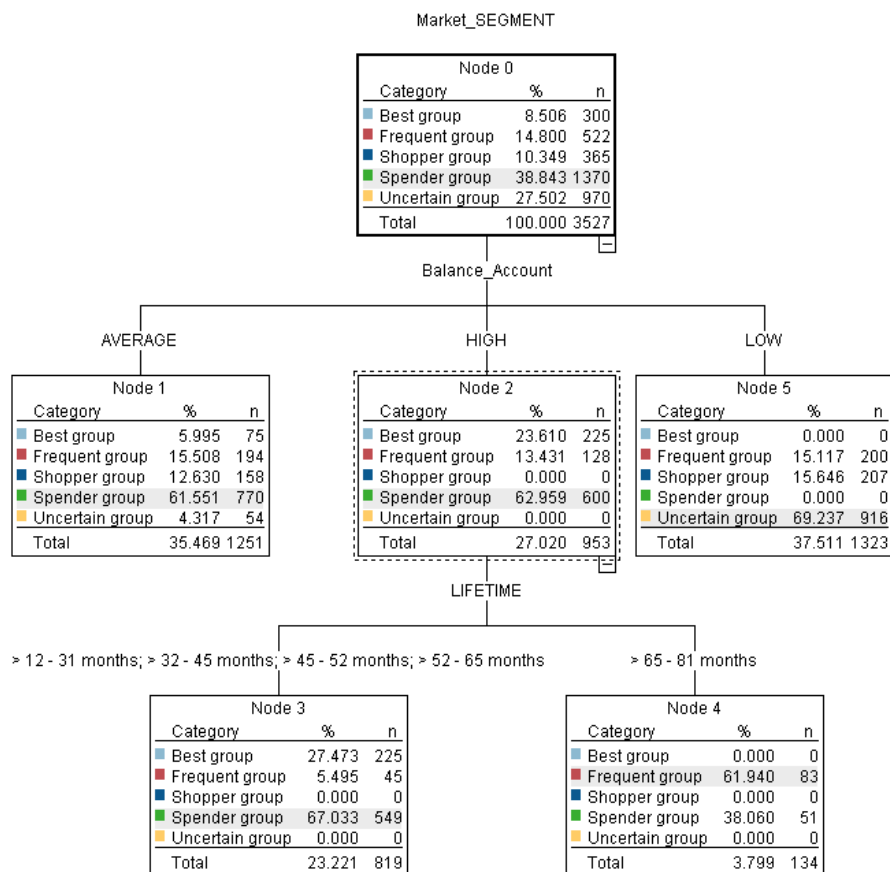 Market_SEGMENT
Node 0
Category % n
Best group 8.506 300
Frequent group 14.800 522
Shopper group 10.349 365
Spender group 38.843 1370
Uncertain group 27.502 970
Total 100.000 3527
Balance_Account
AVERAGE HIGH LOW
Node 1
Category % n
Best group 5.995 75
Frequent group 15.508 194
Shopper group 12.630 158
Spender group 61.551 770
Uncertain group 4.317 54
Total 35.469 1251
Node 2
Category % n
Best group 23.610 225
Frequent group 13.431 128
Shopper group 0.000 0
Spender group 62.959 600
Uncertain group 0.000 0
Total 27.020 953
Node 5
Category % n
Best group 0.000 0
Frequent group 15.117 200
Shopper group 15.646 207
Spender group 0.000 0
Uncertain group 69.237 916
Total 37.511 1323
LIFETIME
> 12 - 31 months; > 32 - 45 months; > 45 - 52 months; > 52 - 65 months
> 65 - 81 months
Node 3
Category % n
Best group 27.473 225
Frequent group 5.495 45
Shopper group 0.000 0
Spender group 67.033 549
Uncertain group 0.000 0
Total 23.221 819
Node 4
Category % n
Best group 0.000 0
Frequent group 61.940 83
Shopper group 0.000 0
Spender group 38.060 51
Uncertain group 0.000 0
Total 3.799 134